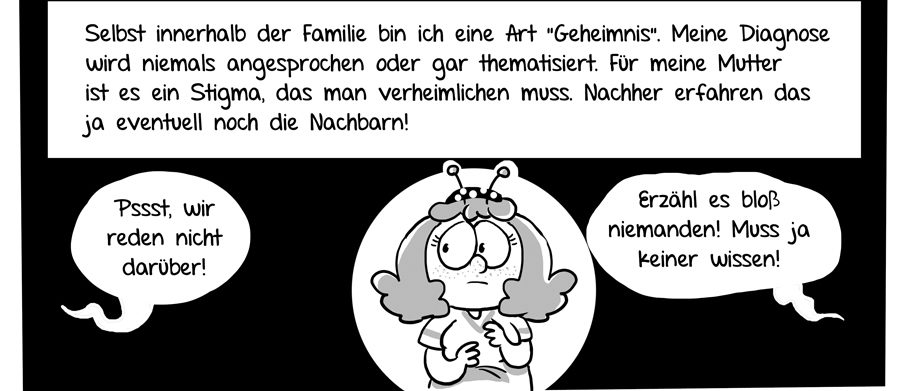 Selbst innerhalb der Familie bin ich eine Art "Geheimnis". Meine Diagnose
wird niemals angesprochen oder gar thematisiert. Für meine Mutter
ist es ein Stigma, das man verheimlichen muss. Nachher erfahren das
ja eventuell noch die Nachbarn!
Pssst, wir
reden nicht
darüber!
Erzähl es bloß
niemanden! Muss ja
keiner wissen!